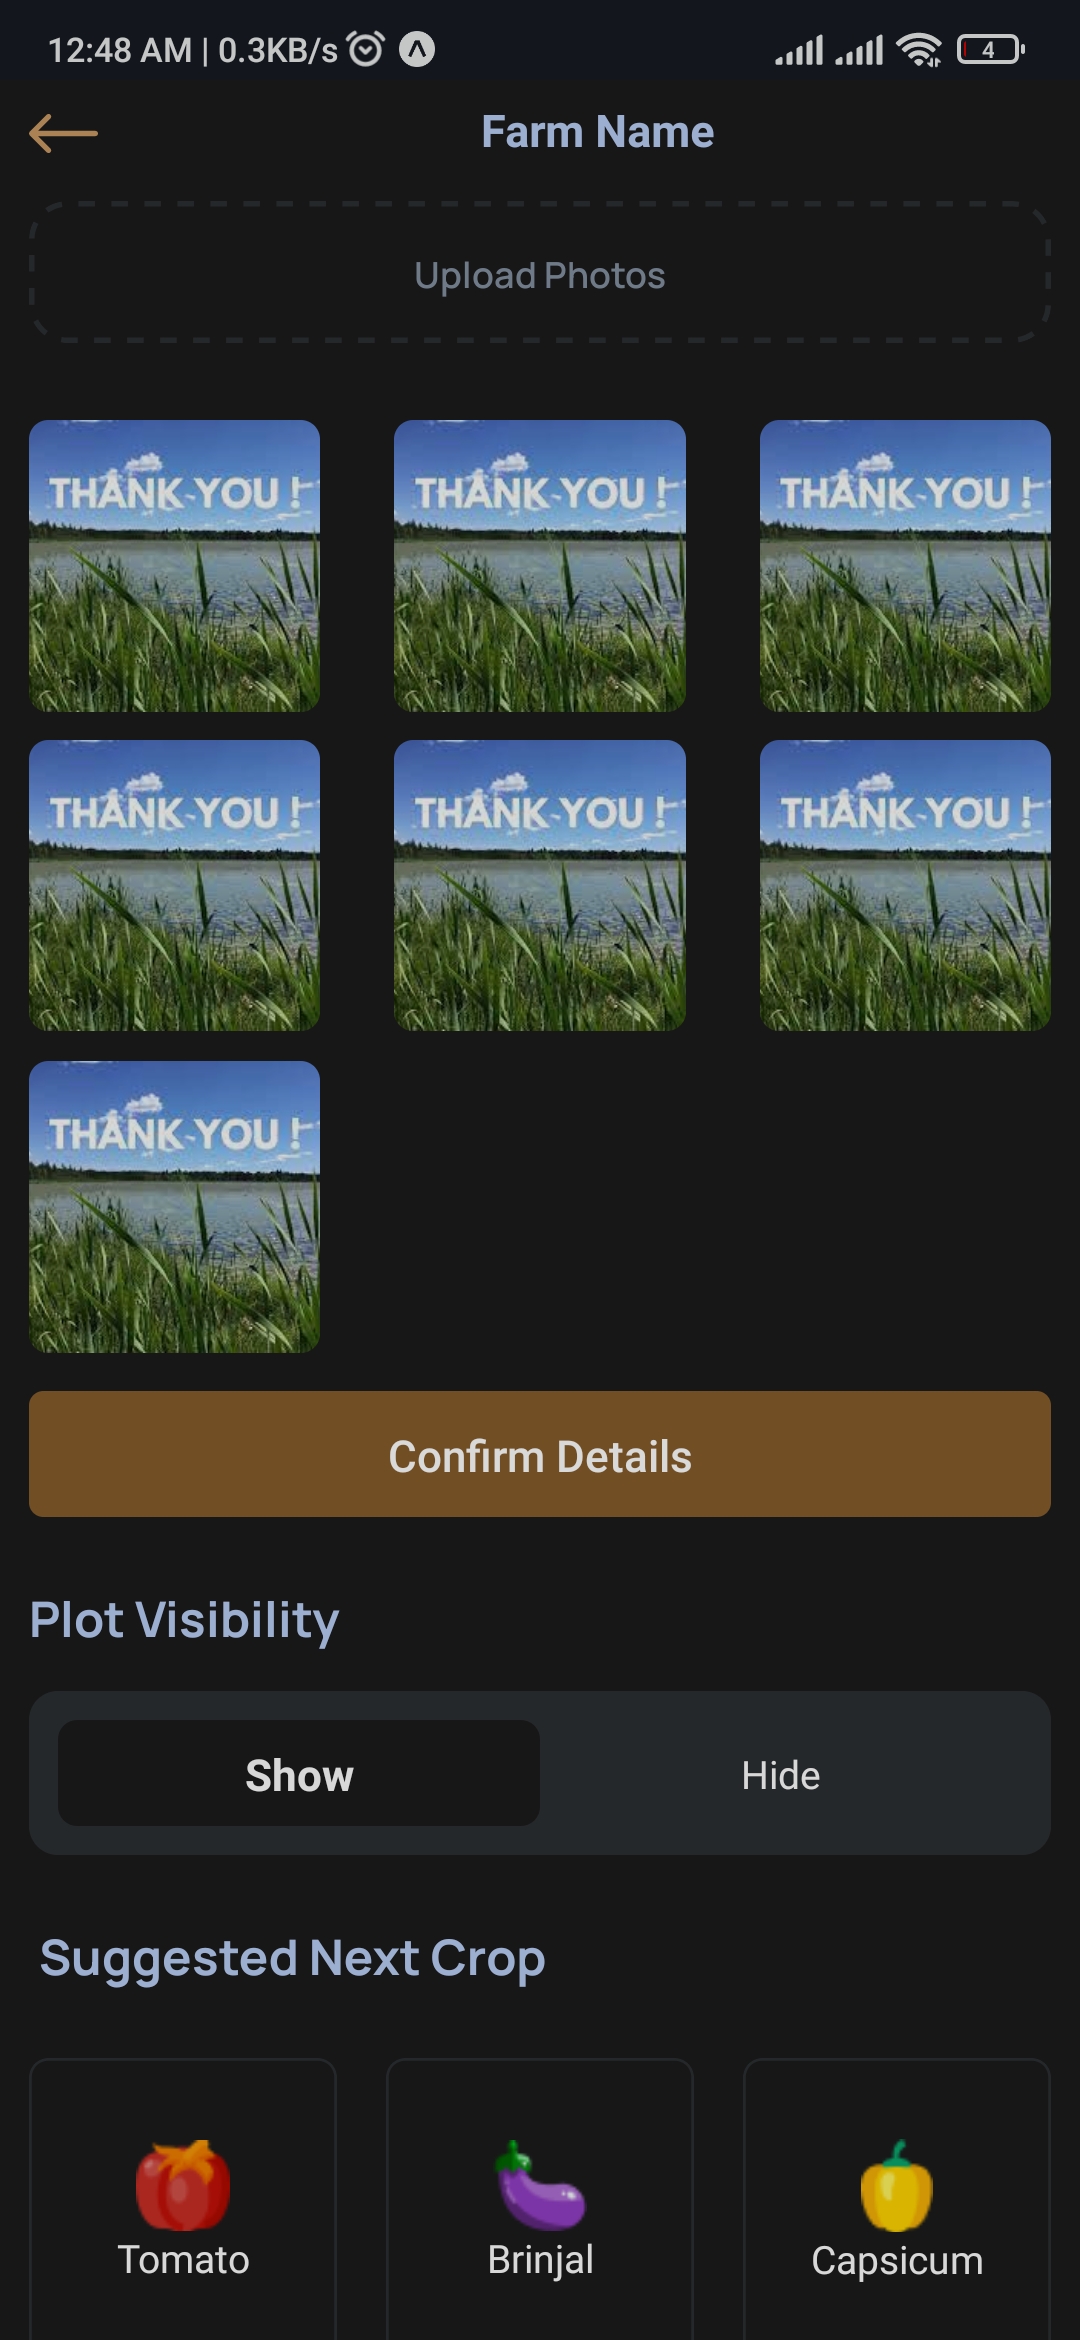 12:48 AM | 0.3KB/s
4
Farm Name
Upload Photos
THANK YOU ! THANK YOU ! THANK YOU !
THANK YOU ! THANK YOU ! THANK YOU !
THANK YOU !
Confirm Details
Plot Visibility
Show Hide
Suggested Next Crop
Tomato Brinjal Capsicum